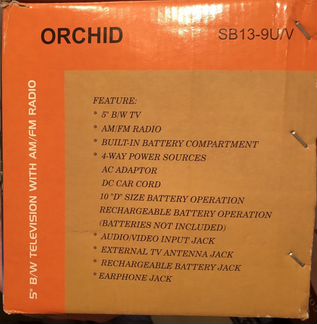 ORCHID
SB13-9U/V
5" B/W TELEVISION WITH AM/FM RADIO
FEATURE:
* 5" B/W TV
* AM/FM RADIO
* BUILT-IN BATTERY COMPARTMENT
* 4-WAY POWER SOURCES
AC ADAPTOR
DC CAR CORD
10 "D" SIZE BATTERY OPERATION
RECHARGEABLE BATTERY OPERATION
(BATTERIES NOT INCLUDED)
* AUDIO/VIDEO INPUT JACK
* EXTERNAL TV ANTENNA JACK
* RECHARGEABLE BATTERY JACK
* EARPHONE JACK